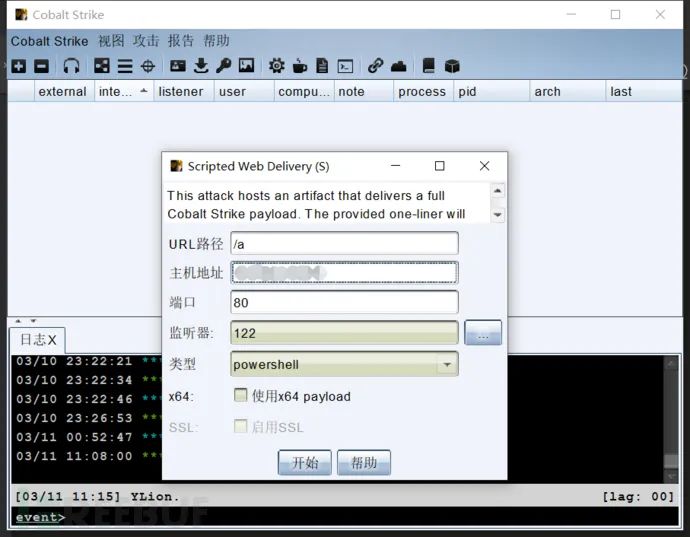 Cobalt Strike
Cobalt Strike 视图 攻击 报告 帮助
external inte... listener user compu... note process pid arch last
Scripted Web Delivery (S)
This attack hosts an artifact that delivers a full
Cobalt Strike payload. The provided one-liner will
URL路径 /a
主机地址
端口 80
监听器: 122 ...
类型 powershell
x64: 使用x64 payload
SSL: 启用SSL
开始 帮助
日志X
03/10 23:22:21 ***
03/10 23:22:34 ***
03/10 23:22:46 ***
03/10 23:26:53 ***
03/11 00:52:47 ***
03/11 11:08:00 ***
[03/11 11:15] YLion. [lag: 00]
event>
REEBUF